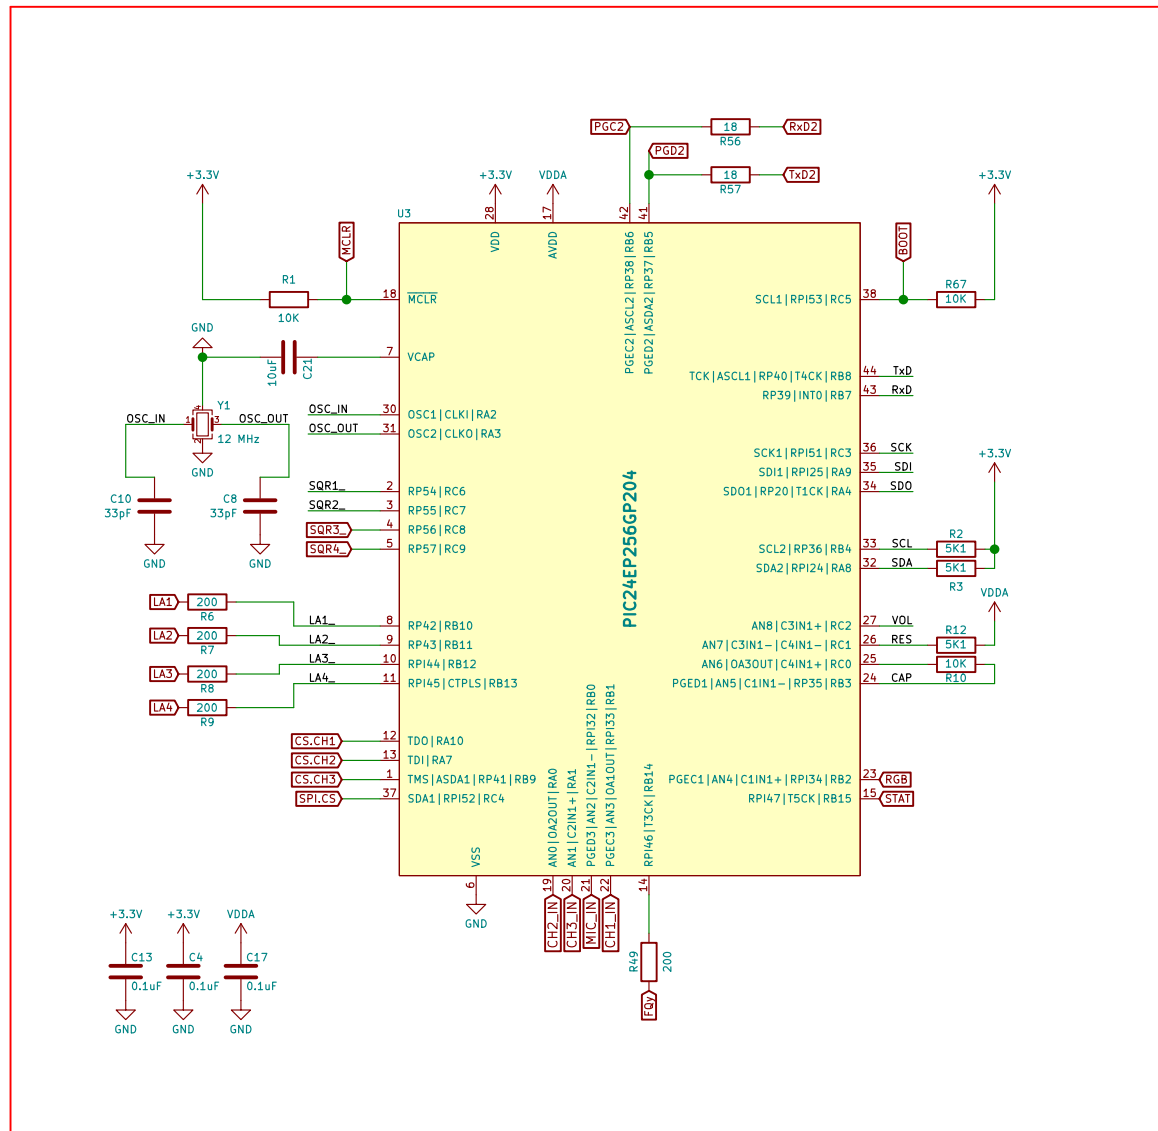 PGC2
18
R56
RxD2
PGD2
18
R57
TxD2
+3.3V
+3.3V
VDDA
+3.3V
U3
28
17
42
41
VDD
AVDD
PGEC2|ASCL2|RP38|RB6
PGED2|ASDA2|RP37|RB5
MCLR
BOOT
R1
10K
18
MCLR
SCL1|RPI53|RC5
38
R67
10K
GND
10uF
C21
7
VCAP
TCK|ASCL1|RP40|T4CK|RB8
44
TxD
RP39|INT0|RB7
43
RxD
OSC_IN
1
4
3
2
Y1
OSC_OUT
12 MHz
GND
OSC_IN
30
OSC1|CLKI|RA2
OSC_OUT
31
OSC2|CLKO|RA3
SCK1|RPI51|RC3
36
SCK
SDI1|RPI25|RA9
35
SDI
SDO1|RP20|T1CK|RA4
34
SDO
+3.3V
C10
33pF
GND
C8
33pF
GND
SQR1_
2
RP54|RC6
SQR2_
3
RP55|RC7
SQR3_
4
RP56|RC8
SQR4_
5
RP57|RC9
PIC24EP256GP204
SCL2|RP36|RB4
33
SCL
R2
5K1
SDA2|RPI24|RA8
32
SDA
5K1
R3
VDDA
LA1
200
R6
LA1_
8
RP42|RB10
LA2
200
R7
LA2_
9
RP43|RB11
LA3
200
R8
LA3_
10
RPI44|RB12
LA4
200
R9
LA4_
11
RPI45|CTPLS|RB13
AN8|C3IN1+|RC2
27
VOL
AN7|C3IN1-|C4IN1-|RC1
26
RES
R12
5K1
AN6|OA3OUT|C4IN1+|RC0
25
10K
R10
PGED1|AN5|C1IN1-|RP35|RB3
24
CAP
CS.CH1
12
TDO|RA10
CS.CH2
13
TDI|RA7
CS.CH3
1
TMS|ASDA1|RP41|RB9
SPI.CS
37
SDA1|RPI52|RC4
PGEC1|AN4|C1IN1+|RPI34|RB2
23
RGB
RPI47|T5CK|RB15
15
STAT
VSS
AN0|OA2OUT|RA0
AN1|C2IN1+|RA1
PGED3|AN2|C2IN1-|RPI32|RB0
PGEC3|AN3|OA1OUT|RPI33|RB1
RPI46|T3CK|RB14
6
19
20
21
22
14
GND
CH2_IN
CH3_IN
MIC_IN
CH1_IN
R49
200
FQy
+3.3V
C13
0.1uF
GND
+3.3V
C4
0.1uF
GND
VDDA
C17
0.1uF
GND